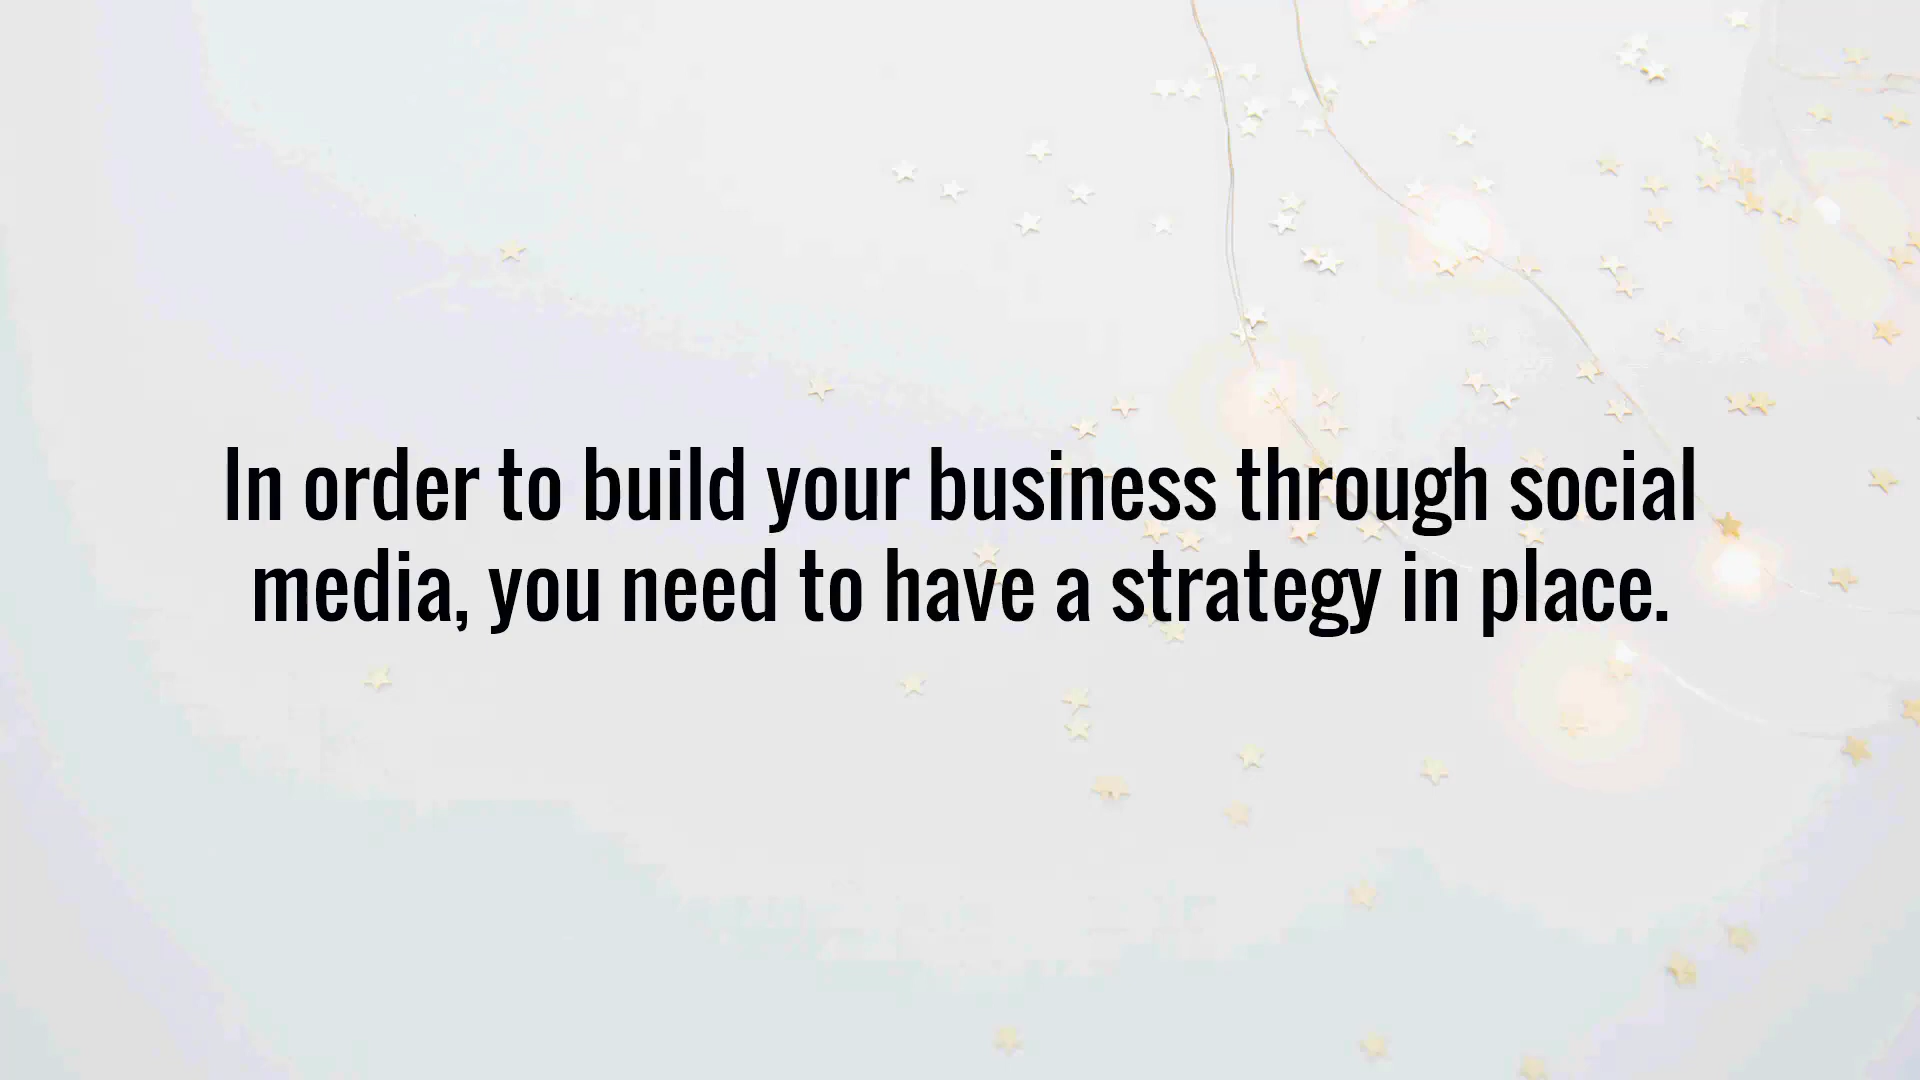 In order to build your business through social
media, you need to have a strategy in place.